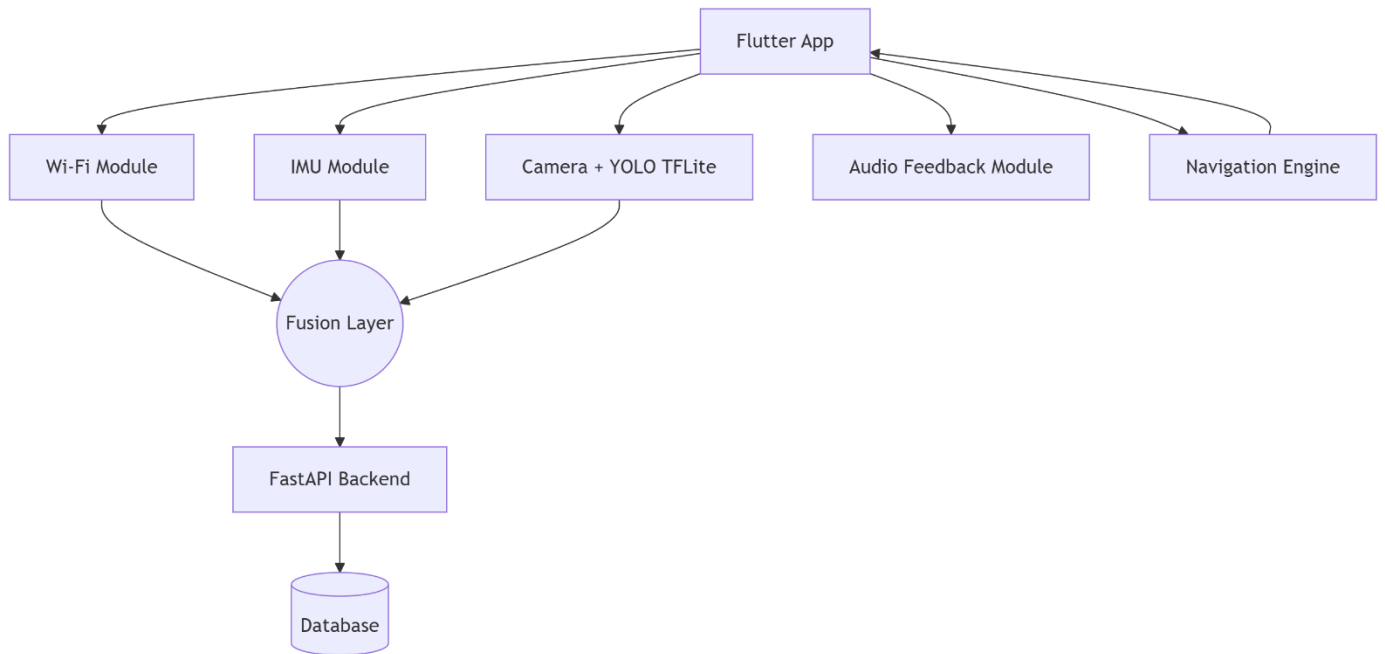 Flutter App
Wi-Fi Module
IMU Module
Camera + YOLO TFLite
Audio Feedback Module
Navigation Engine
Fusion Layer
FastAPI Backend
Database